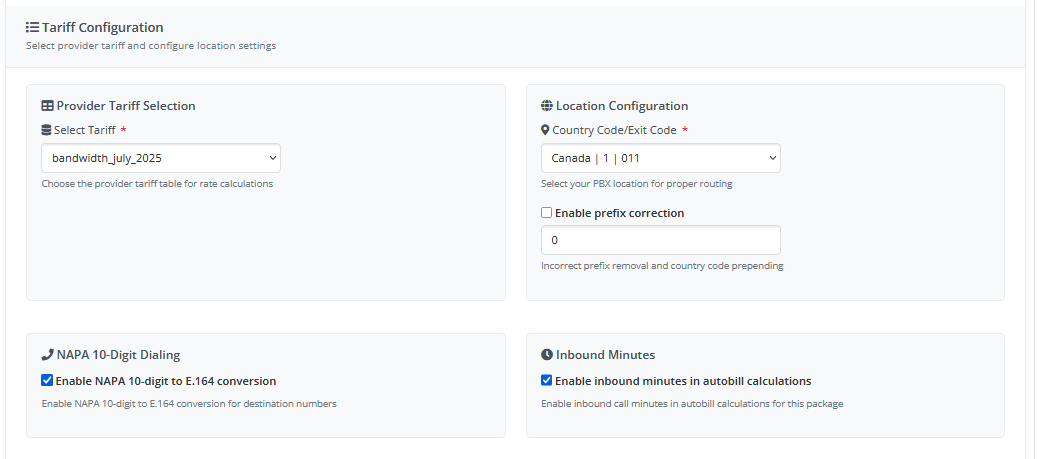 Tariff Configuration
Select provider tariff and configure location settings
Provider Tariff Selection
Select Tariff *
bandwidth_july_2025
Choose the provider tariff table for rate calculations
Location Configuration
Country Code/Exit Code *
Canada | 1 | 011
Select your PBX location for proper routing
Enable prefix correction
0
Incorrect prefix removal and country code prepending
NAPA 10-Digit Dialing
Enable NAPA 10-digit to E.164 conversion
Enable NAPA 10-digit to E.164 conversion for destination numbers
Inbound Minutes
Enable inbound minutes in autobill calculations
Enable inbound call minutes in autobill calculations for this package